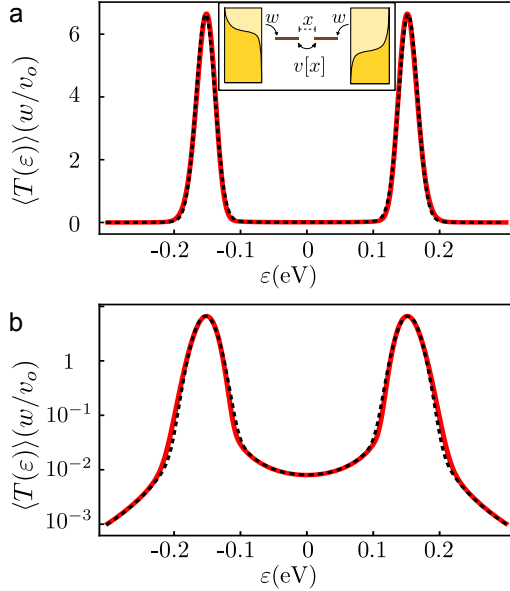 a
w
x
w
v[x]
⟨T(ε)⟩(w/v_o)
6
4
2
0
-0.2 -0.1 0 0.1 0.2
ε(eV)
b
⟨T(ε)⟩(w/v_o)
1
10⁻¹
10⁻²
10⁻³
-0.2 -0.1 0 0.1 0.2
ε(eV)